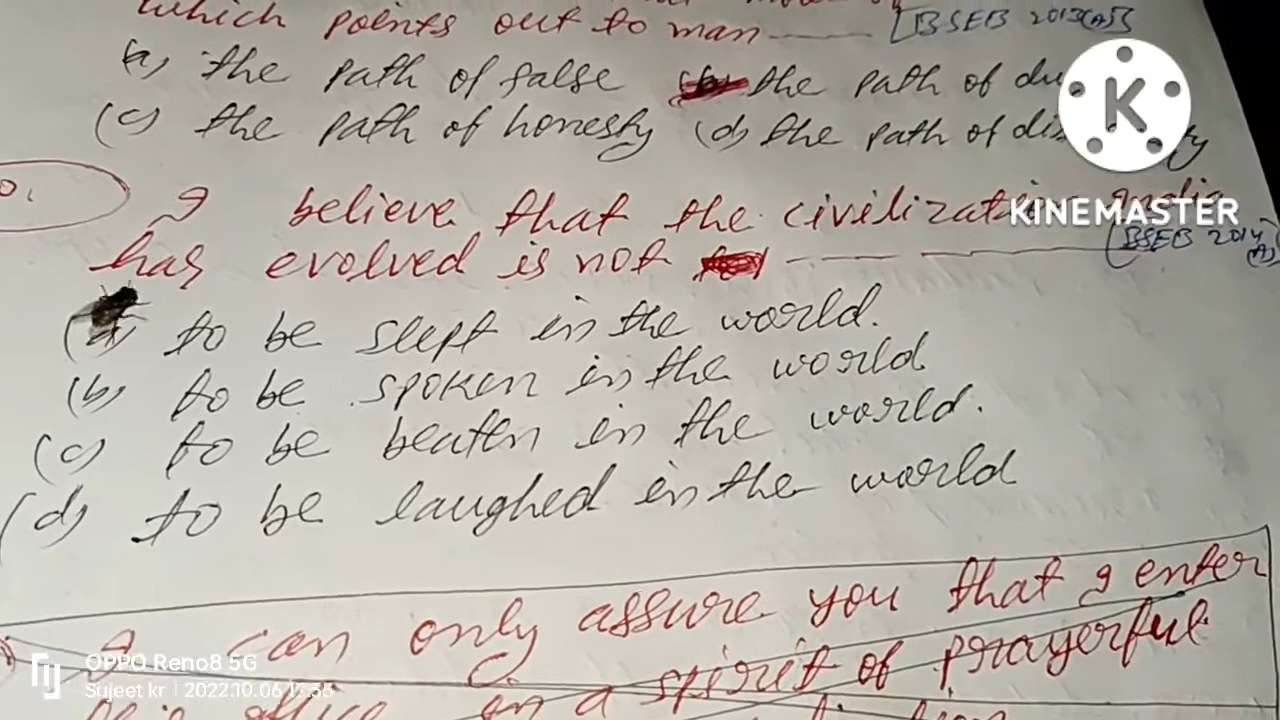 which points out to man------ [BSEB 2013(A)]
(a) the path of false (b) the path of
(c) the path of honesty (d) the path of
K
I believe that the civilization
KINEMASTER
has evolved is not ---- ------ [BSEB 2014 (A)]
to be slept in the world.
(b) to be spoken in the world
(c) to be beaten in the world.
(d) to be laughed in the world
I can only assure you that I enter
in a spirit of prayerful
OPPO Reno8 5G
Sujeet kr | 2022.10.06